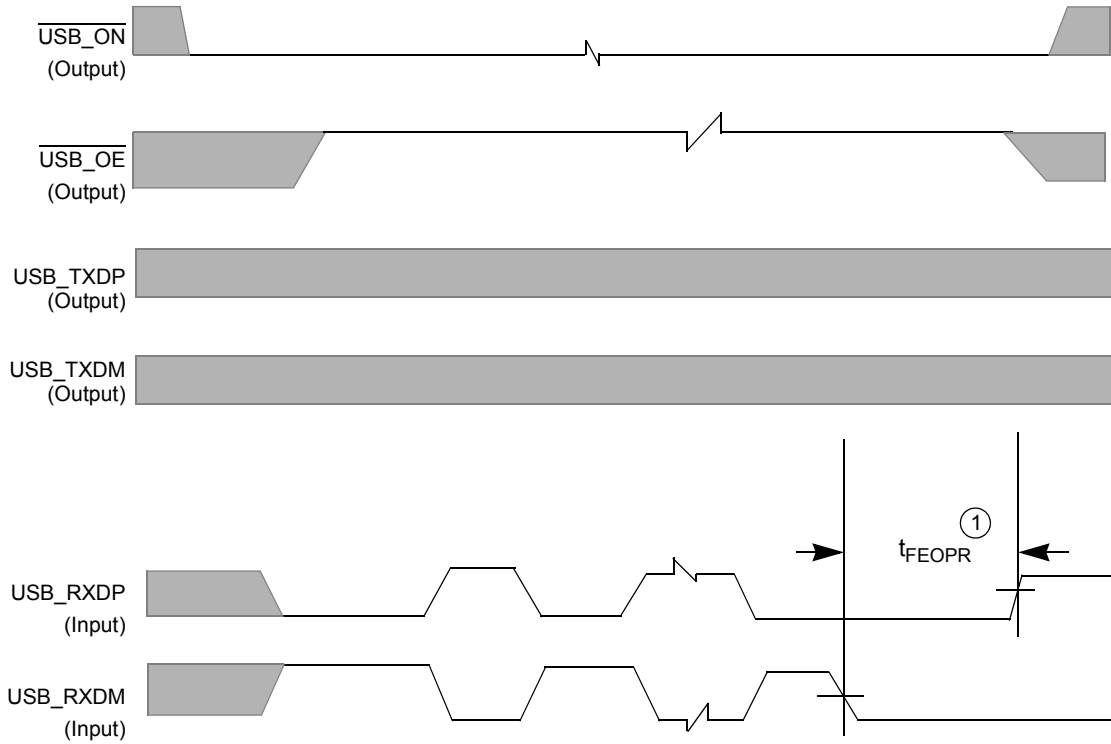 USB_ON
(Output)
USB_OE
(Output)
USB_TXDP
(Output)
USB_TXDM
(Output)
1
tFEOPR
USB_RXDP
(Input)
USB_RXDM
(Input)